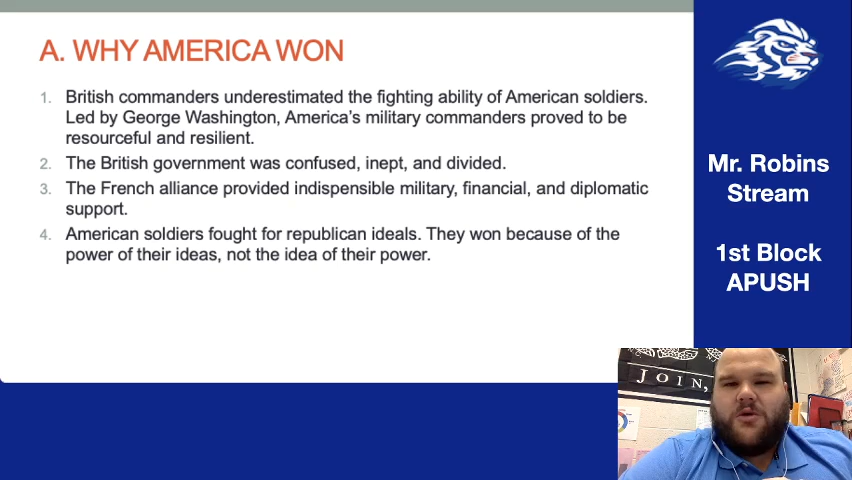 A. WHY AMERICA WON
1. British commanders underestimated the fighting ability of American soldiers.
Led by George Washington, America's military commanders proved to be
resourceful and resilient.
2. The British government was confused, inept, and divided.
3. The French alliance provided indispensible military, financial, and diplomatic
support.
4. American soldiers fought for republican ideals. They won because of the
power of their ideas, not the idea of their power.
Mr. Robins
Stream
1st Block
APUSH
JOIN,